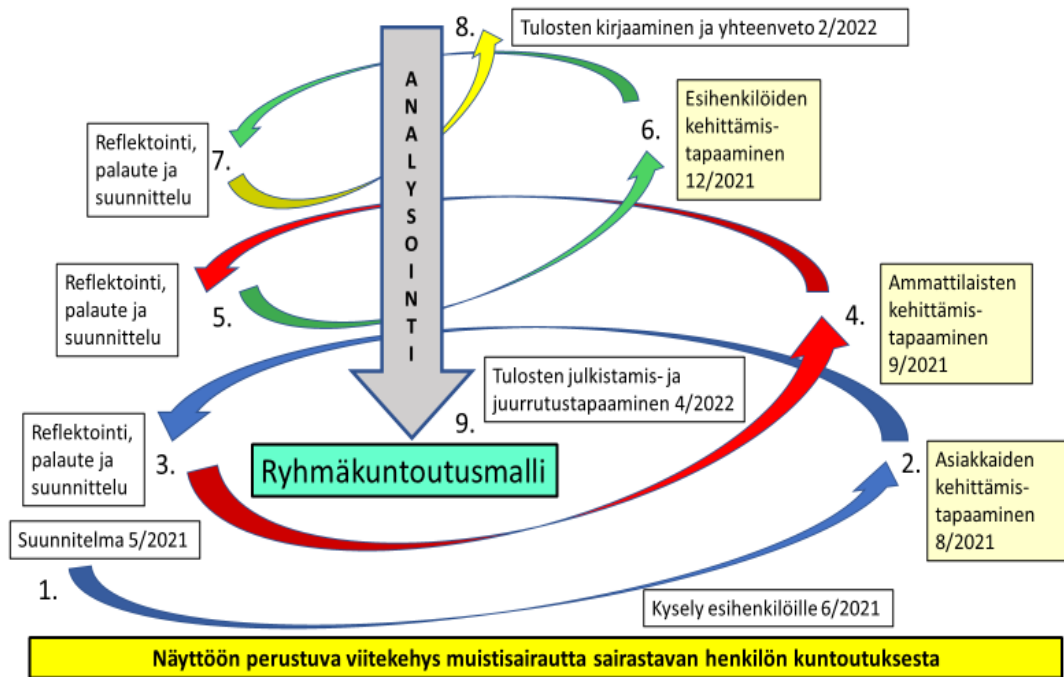 8.
Tulosten kirjaaminen ja yhteenveto 2/2022
ANALYSOINTI
Esihenkilöiden
kehittämis-
tapaaminen
12/2021
6.
Reflektointi,
palaute ja
suunnittelu
7.
Reflektointi,
palaute ja
suunnittelu
5.
Ammattilaisten
kehittämis-
tapaaminen
9/2021
4.
Tulosten julkistamis- ja
juurrutustapaaminen 4/2022
9.
Ryhmäkuntoutusmalli
Reflektointi,
palaute ja
suunnittelu
3.
2.
Asiakkaiden
kehittämis-
tapaaminen
8/2021
Suunnitelma 5/2021
1.
Kysely esihenkilöille 6/2021
Näyttöön perustuva viitekehys muistisairautta sairastavan henkilön kuntoutuksesta